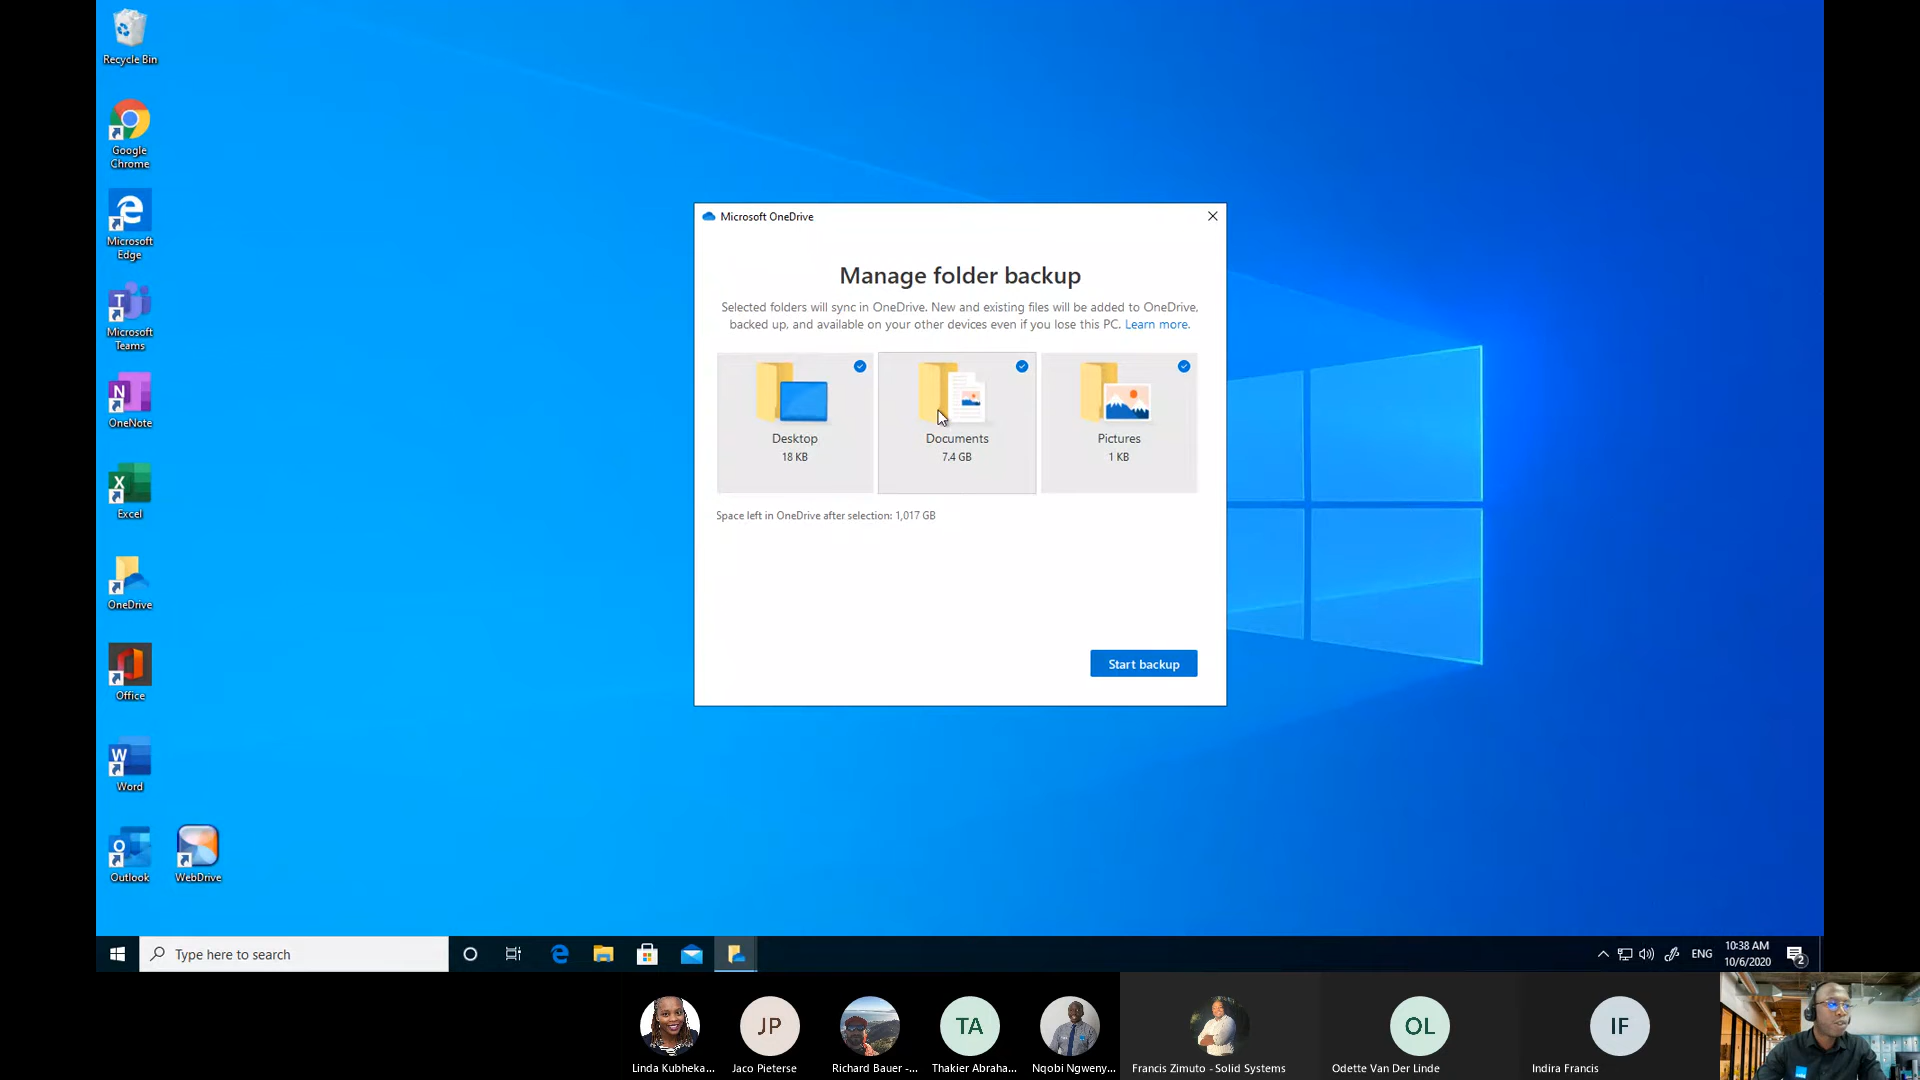 Recycle Bin
Google
Chrome
Microsoft
Edge
Microsoft
Teams
OneNote
Excel
OneDrive
Office
Word
Outlook
WebDrive
Microsoft OneDrive
Manage folder backup
Selected folders will sync in OneDrive. New and existing files will be added to OneDrive,
backed up, and available on your other devices even if you lose this PC. Learn more.
Desktop
18 KB
Documents
7.4 GB
Pictures
1 KB
Space left in OneDrive after selection: 1,017 GB
Start backup
Type here to search
ENG
10:38 AM
10/6/2020
2
JP
TA
OL
IF
Linda Kubheka...
Jaco Pieterse
Richard Bauer -...
Thakier Abraha...
Nqobi Ngweny...
Francis Zimuto - Solid Systems
Odette Van Der Linde
Indira Francis